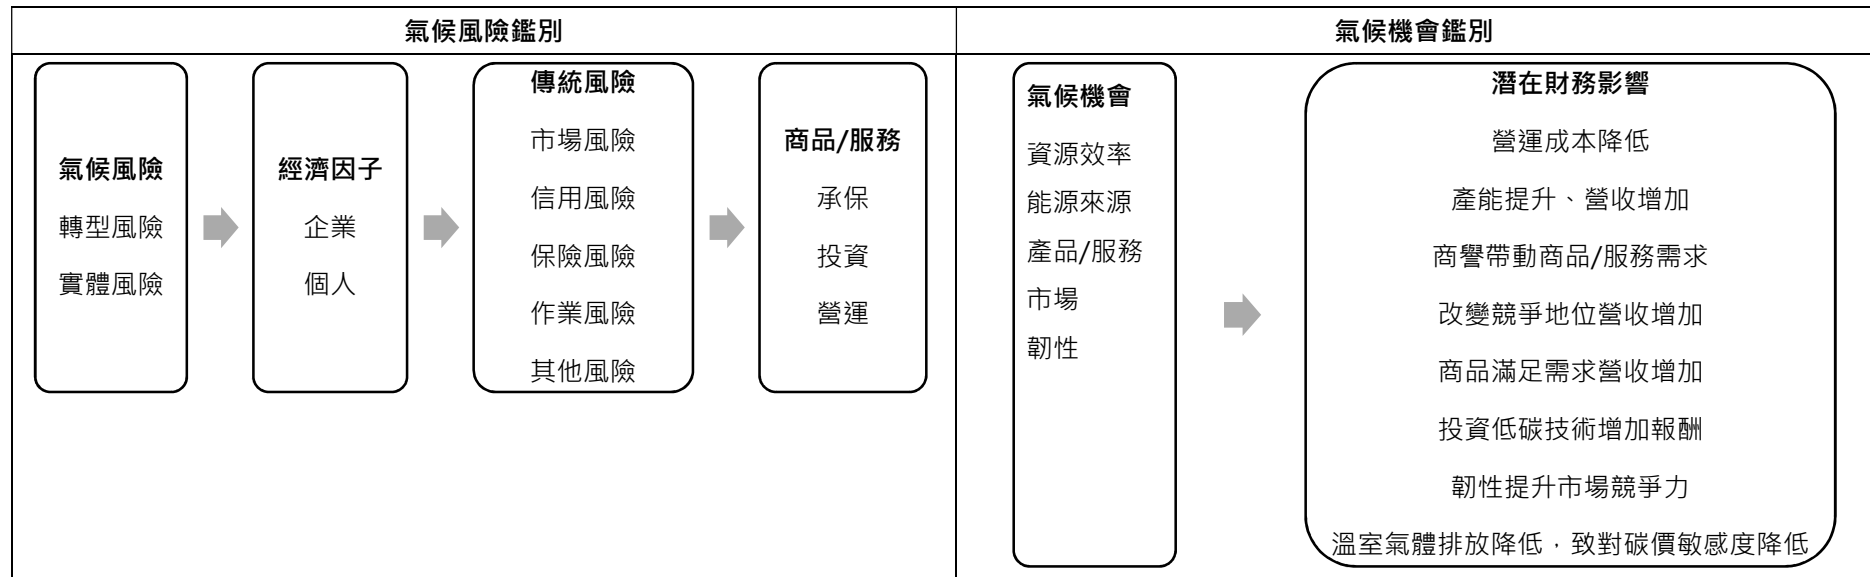 氣候風險鑑別
氣候風險
轉型風險
實體風險
經濟因子
企業
個人
傳統風險
市場風險
信用風險
保險風險
作業風險
其他風險
商品/服務
承保
投資
營運
氣候機會鑑別
氣候機會
資源效率
能源來源
產品/服務
市場
韌性
潛在財務影響
營運成本降低
產能提升、營收增加
商譽帶動商品/服務需求
改變競爭地位營收增加
商品滿足需求營收增加
投資低碳技術增加報酬
韌性提升市場競爭力
溫室氣體排放降低，致對碳價敏感度降低